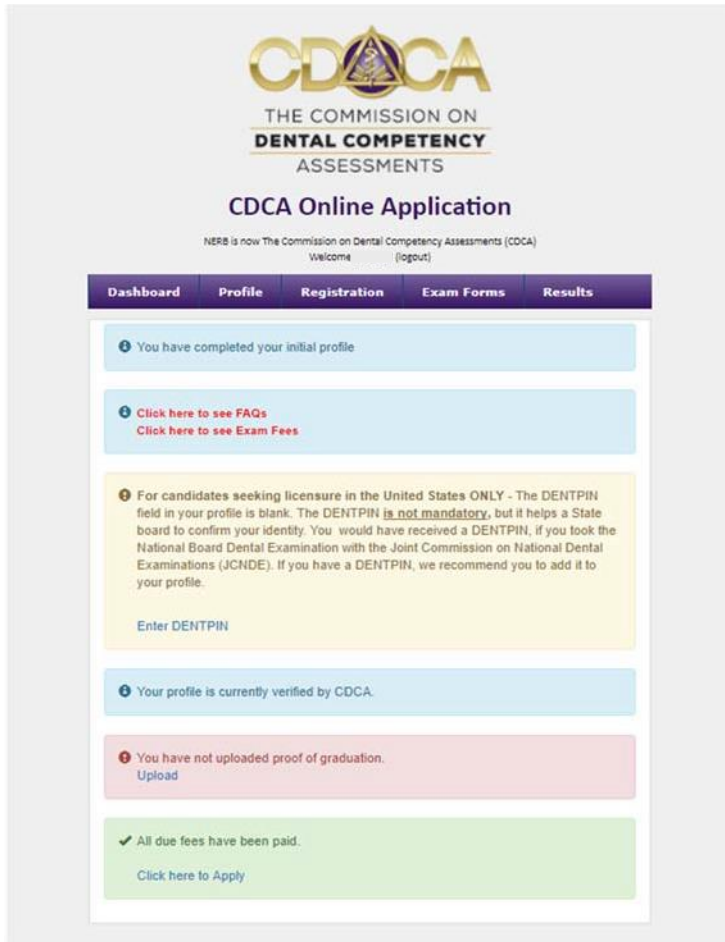 CDCA
THE COMMISSION ON
DENTAL COMPETENCY
ASSESSMENTS
CDCA Online Application
NERB is now The Commission on Dental Competency Assessments (CDCA)
Welcome (logout)
Dashboard Profile Registration Exam Forms Results
You have completed your initial profile
Click here to see FAQs
Click here to see Exam Fees
For candidates seeking licensure in the United States ONLY - The DENTPIN
field in your profile is blank. The DENTPIN is not mandatory, but it helps a State
board to confirm your identity. You would have received a DENTPIN, if you took the
National Board Dental Examination with the Joint Commission on National Dental
Examinations (JCNDE). If you have a DENTPIN, we recommend you to add it to
your profile.
Enter DENTPIN
Your profile is currently verified by CDCA.
You have not uploaded proof of graduation.
Upload
All due fees have been paid.
Click here to Apply